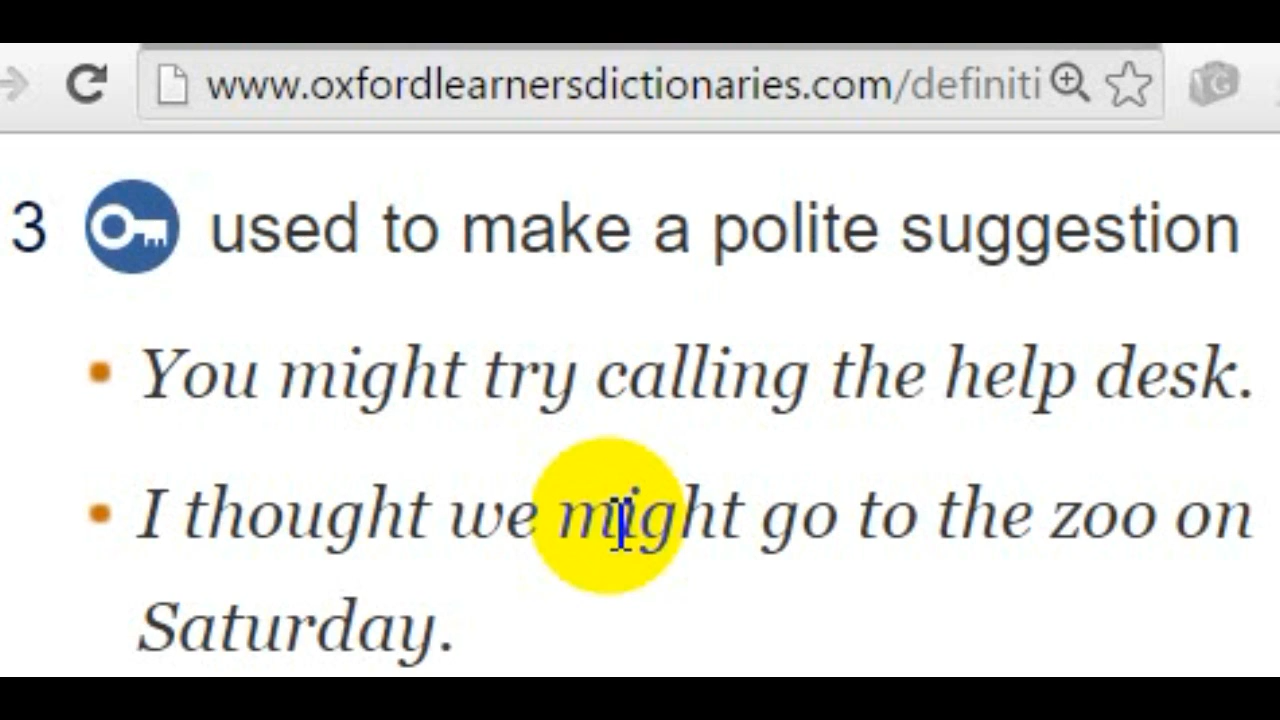 www.oxfordlearnersdictionaries.com/definiti
3 used to make a polite suggestion
• You might try calling the help desk.
• I thought we might go to the zoo on
Saturday.